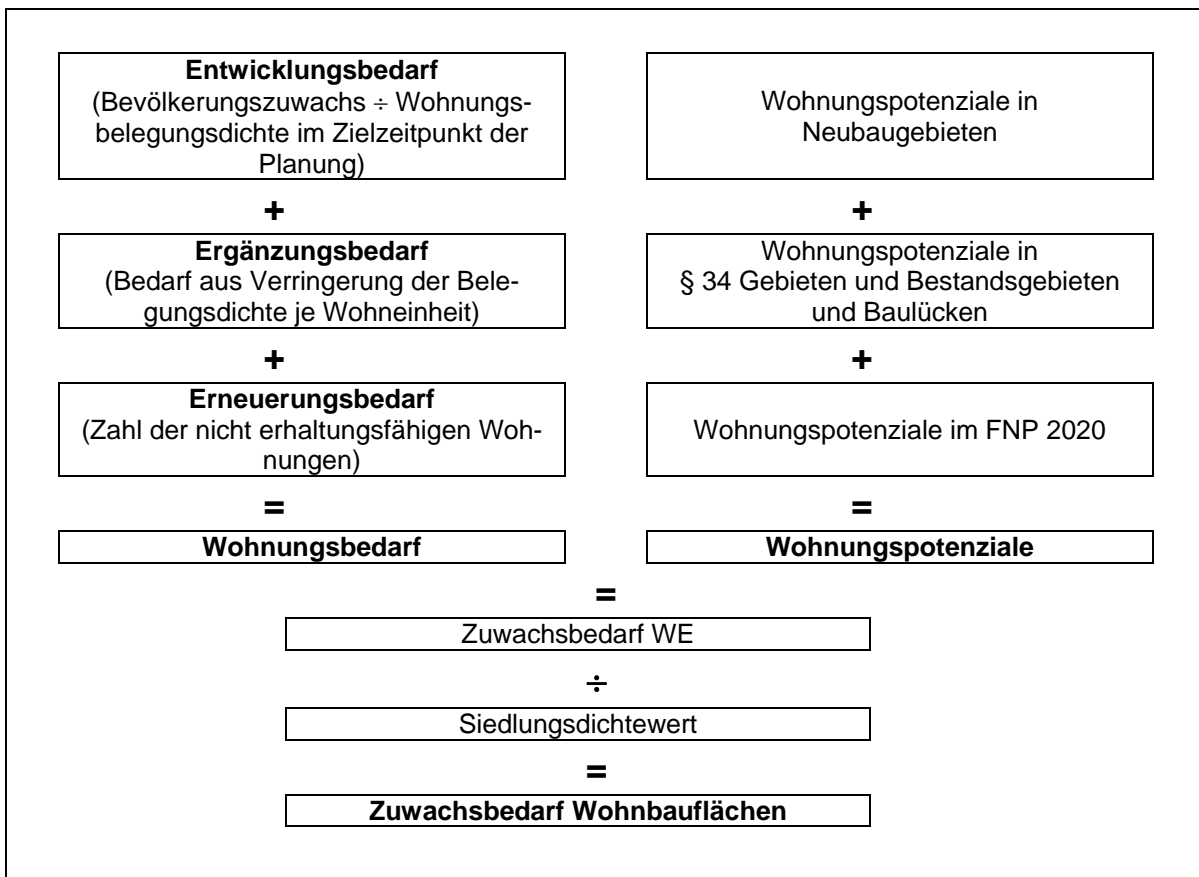 Entwicklungsbedarf
(Bevölkerungszuwachs ÷ Wohnungs-
belegungsdichte im Zielzeitpunkt der
Planung)
+
Ergänzungsbedarf
(Bedarf aus Verringerung der Bele-
gungsdichte je Wohneinheit)
+
Erneuerungsbedarf
(Zahl der nicht erhaltungsfähigen Woh-
nungen)
=
Wohnungsbedarf
Wohnungspotenziale in
Neubaugebieten
+
Wohnungspotenziale in
§ 34 Gebieten und Bestandsgebieten
und Baulücken
+
Wohnungspotenziale im FNP 2020
=
Wohnungspotenziale
=
Zuwachsbedarf WE
÷
Siedlungsdichtewert
=
Zuwachsbedarf Wohnbauflächen